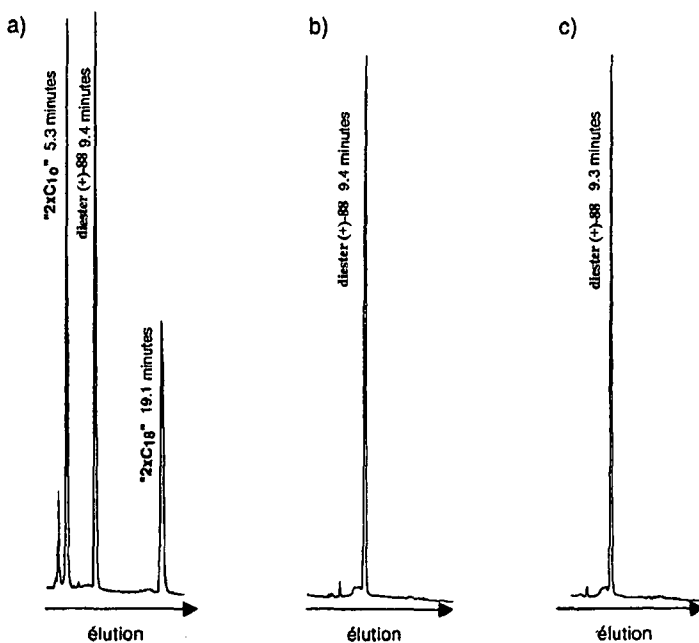 a)
"2xC10" 5.3 minutes
diester (+)-88 9.4 minutes
"2xC18" 19.1 minutes
élution
b)
diester (+)-88 9.4 minutes
élution
c)
diester (+)-88 9.3 minutes
élution